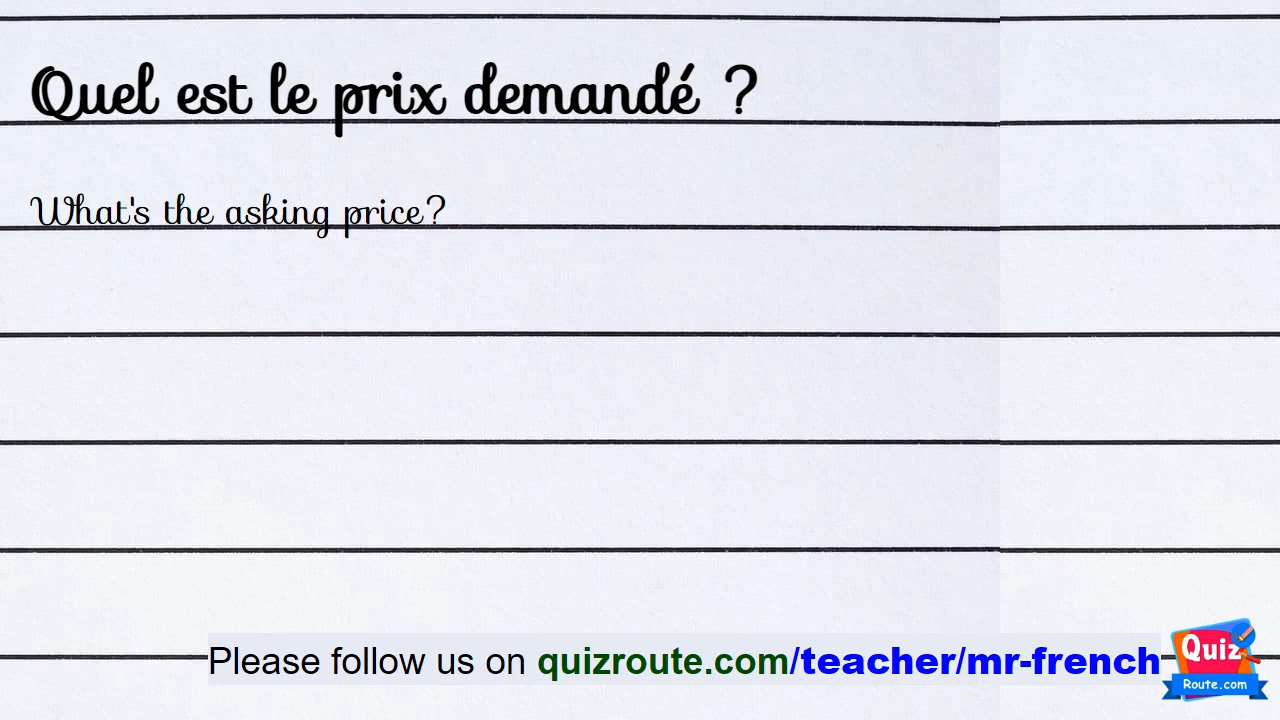 Quel est le prix demandé ?
What's the asking price?
Please follow us on quizroute.com/teacher/mr-french
Quiz
Route.com